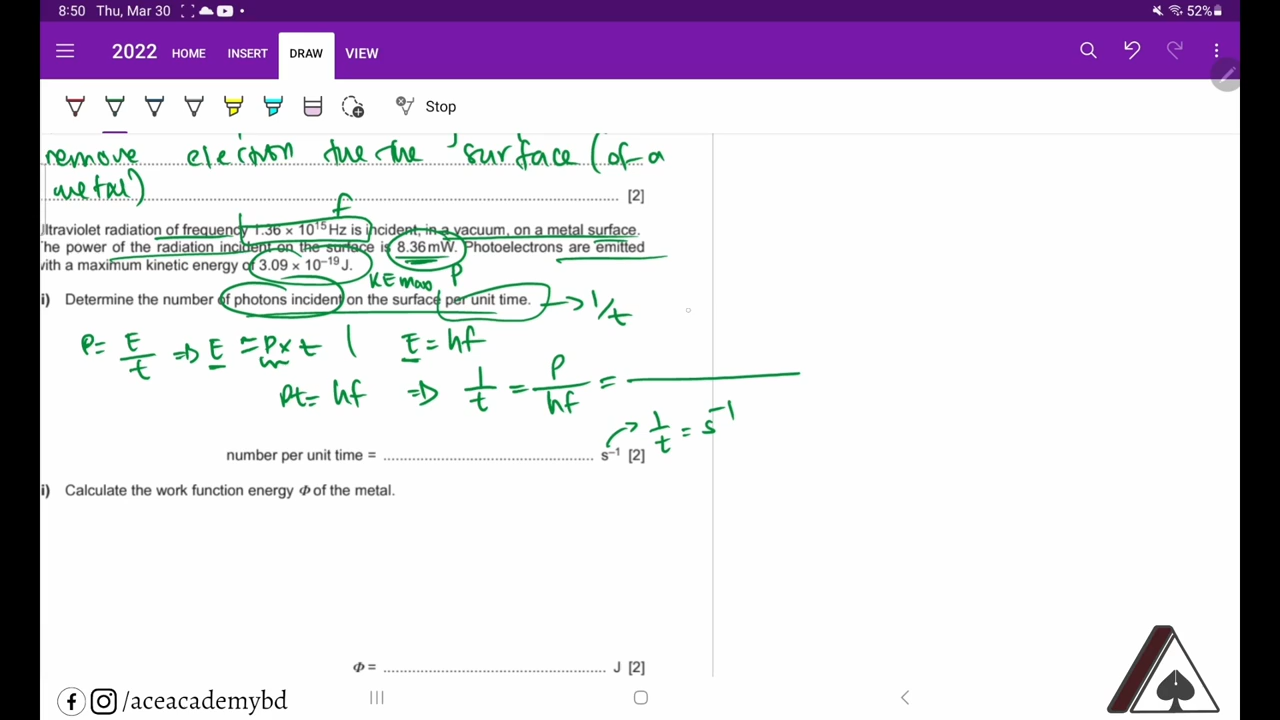 8:50 Thu, Mar 30 52%
2022 HOME INSERT DRAW VIEW
Stop
remove electron the the surface (of a
metal)
[2]
f
Ultraviolet radiation of frequency 1.36 × 10¹⁵ Hz is incident, in a vacuum, on a metal surface.
The power of the radiation incident on the surface is 8.36 mW. Photoelectrons are emitted
with a maximum kinetic energy of 3.09 × 10⁻¹⁹ J.
KE max P
i) Determine the number of photons incident on the surface per unit time. → 1/t
P = E/t ⇒ E = P × t | E = hf
Pt = hf ⇒ 1/t = P/hf =
→ 1/t = s⁻¹
number per unit time = ........................................................ s⁻¹ [2]
i) Calculate the work function energy Φ of the metal.
Φ = ........................................................... J [2]
/aceacademybd